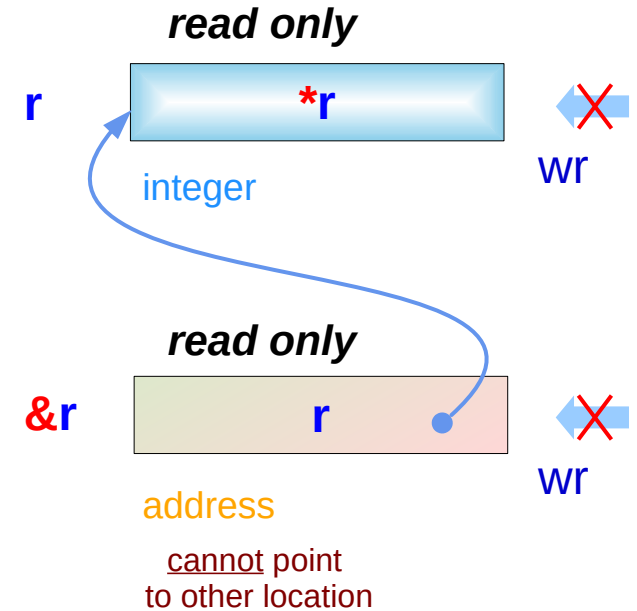 read only
r
*r
wr
integer
read only
&r
r
wr
address
cannot point
to other location